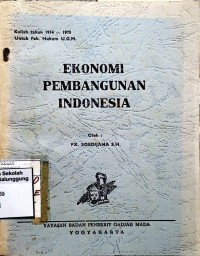 Kuliah tahun 1974 — 1975
Untuk Fak. Hukum U.G.M.
EKONOMI
PEMBANGUNAN
INDONESIA
Oleh :
FX. SOEDIJANA S.H.
Sekolah
alunggung
YAYASAN BADAN PENERBIT GADJAH MADA
YOGYAKARTA